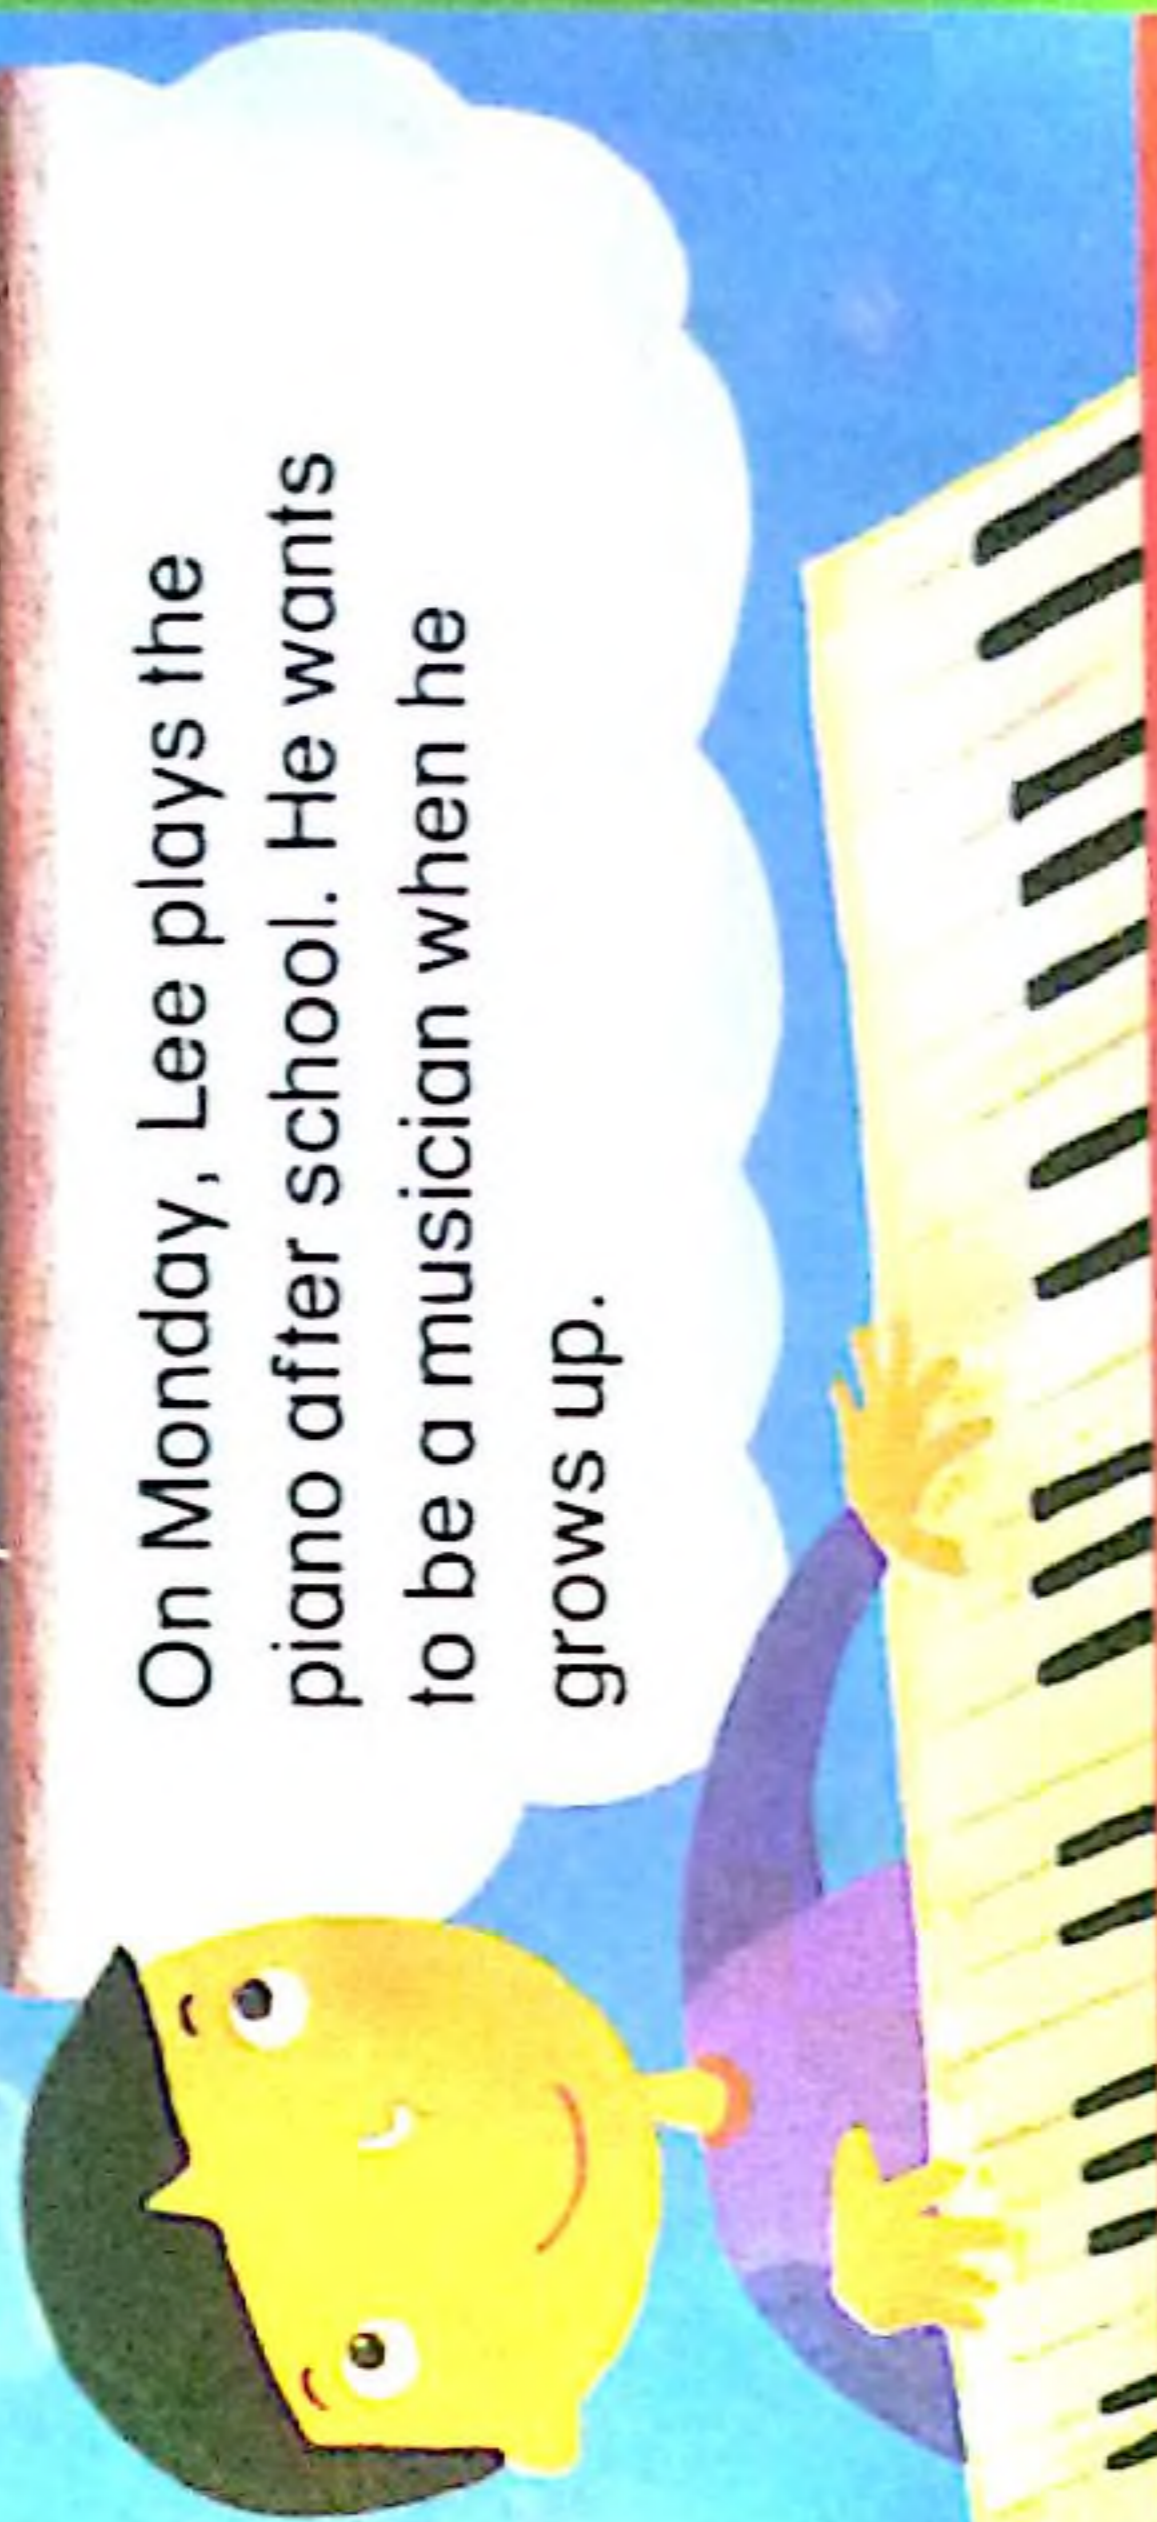 On Monday, Lee plays the
piano after school. He wants
to be a musician when he
grows up.